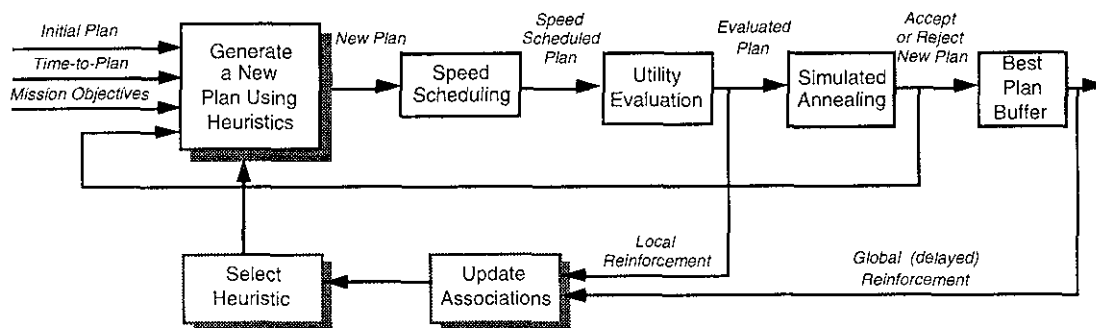 Initial Plan
Time-to-Plan
Mission Objectives
Generate
a New
Plan Using
Heuristics
New Plan
Speed
Scheduling
Speed
Scheduled
Plan
Utility
Evaluation
Evaluated
Plan
Simulated
Annealing
Accept
or Reject
New Plan
Best
Plan
Buffer
Select
Heuristic
Update
Associations
Local
Reinforcement
Global (delayed)
Reinforcement